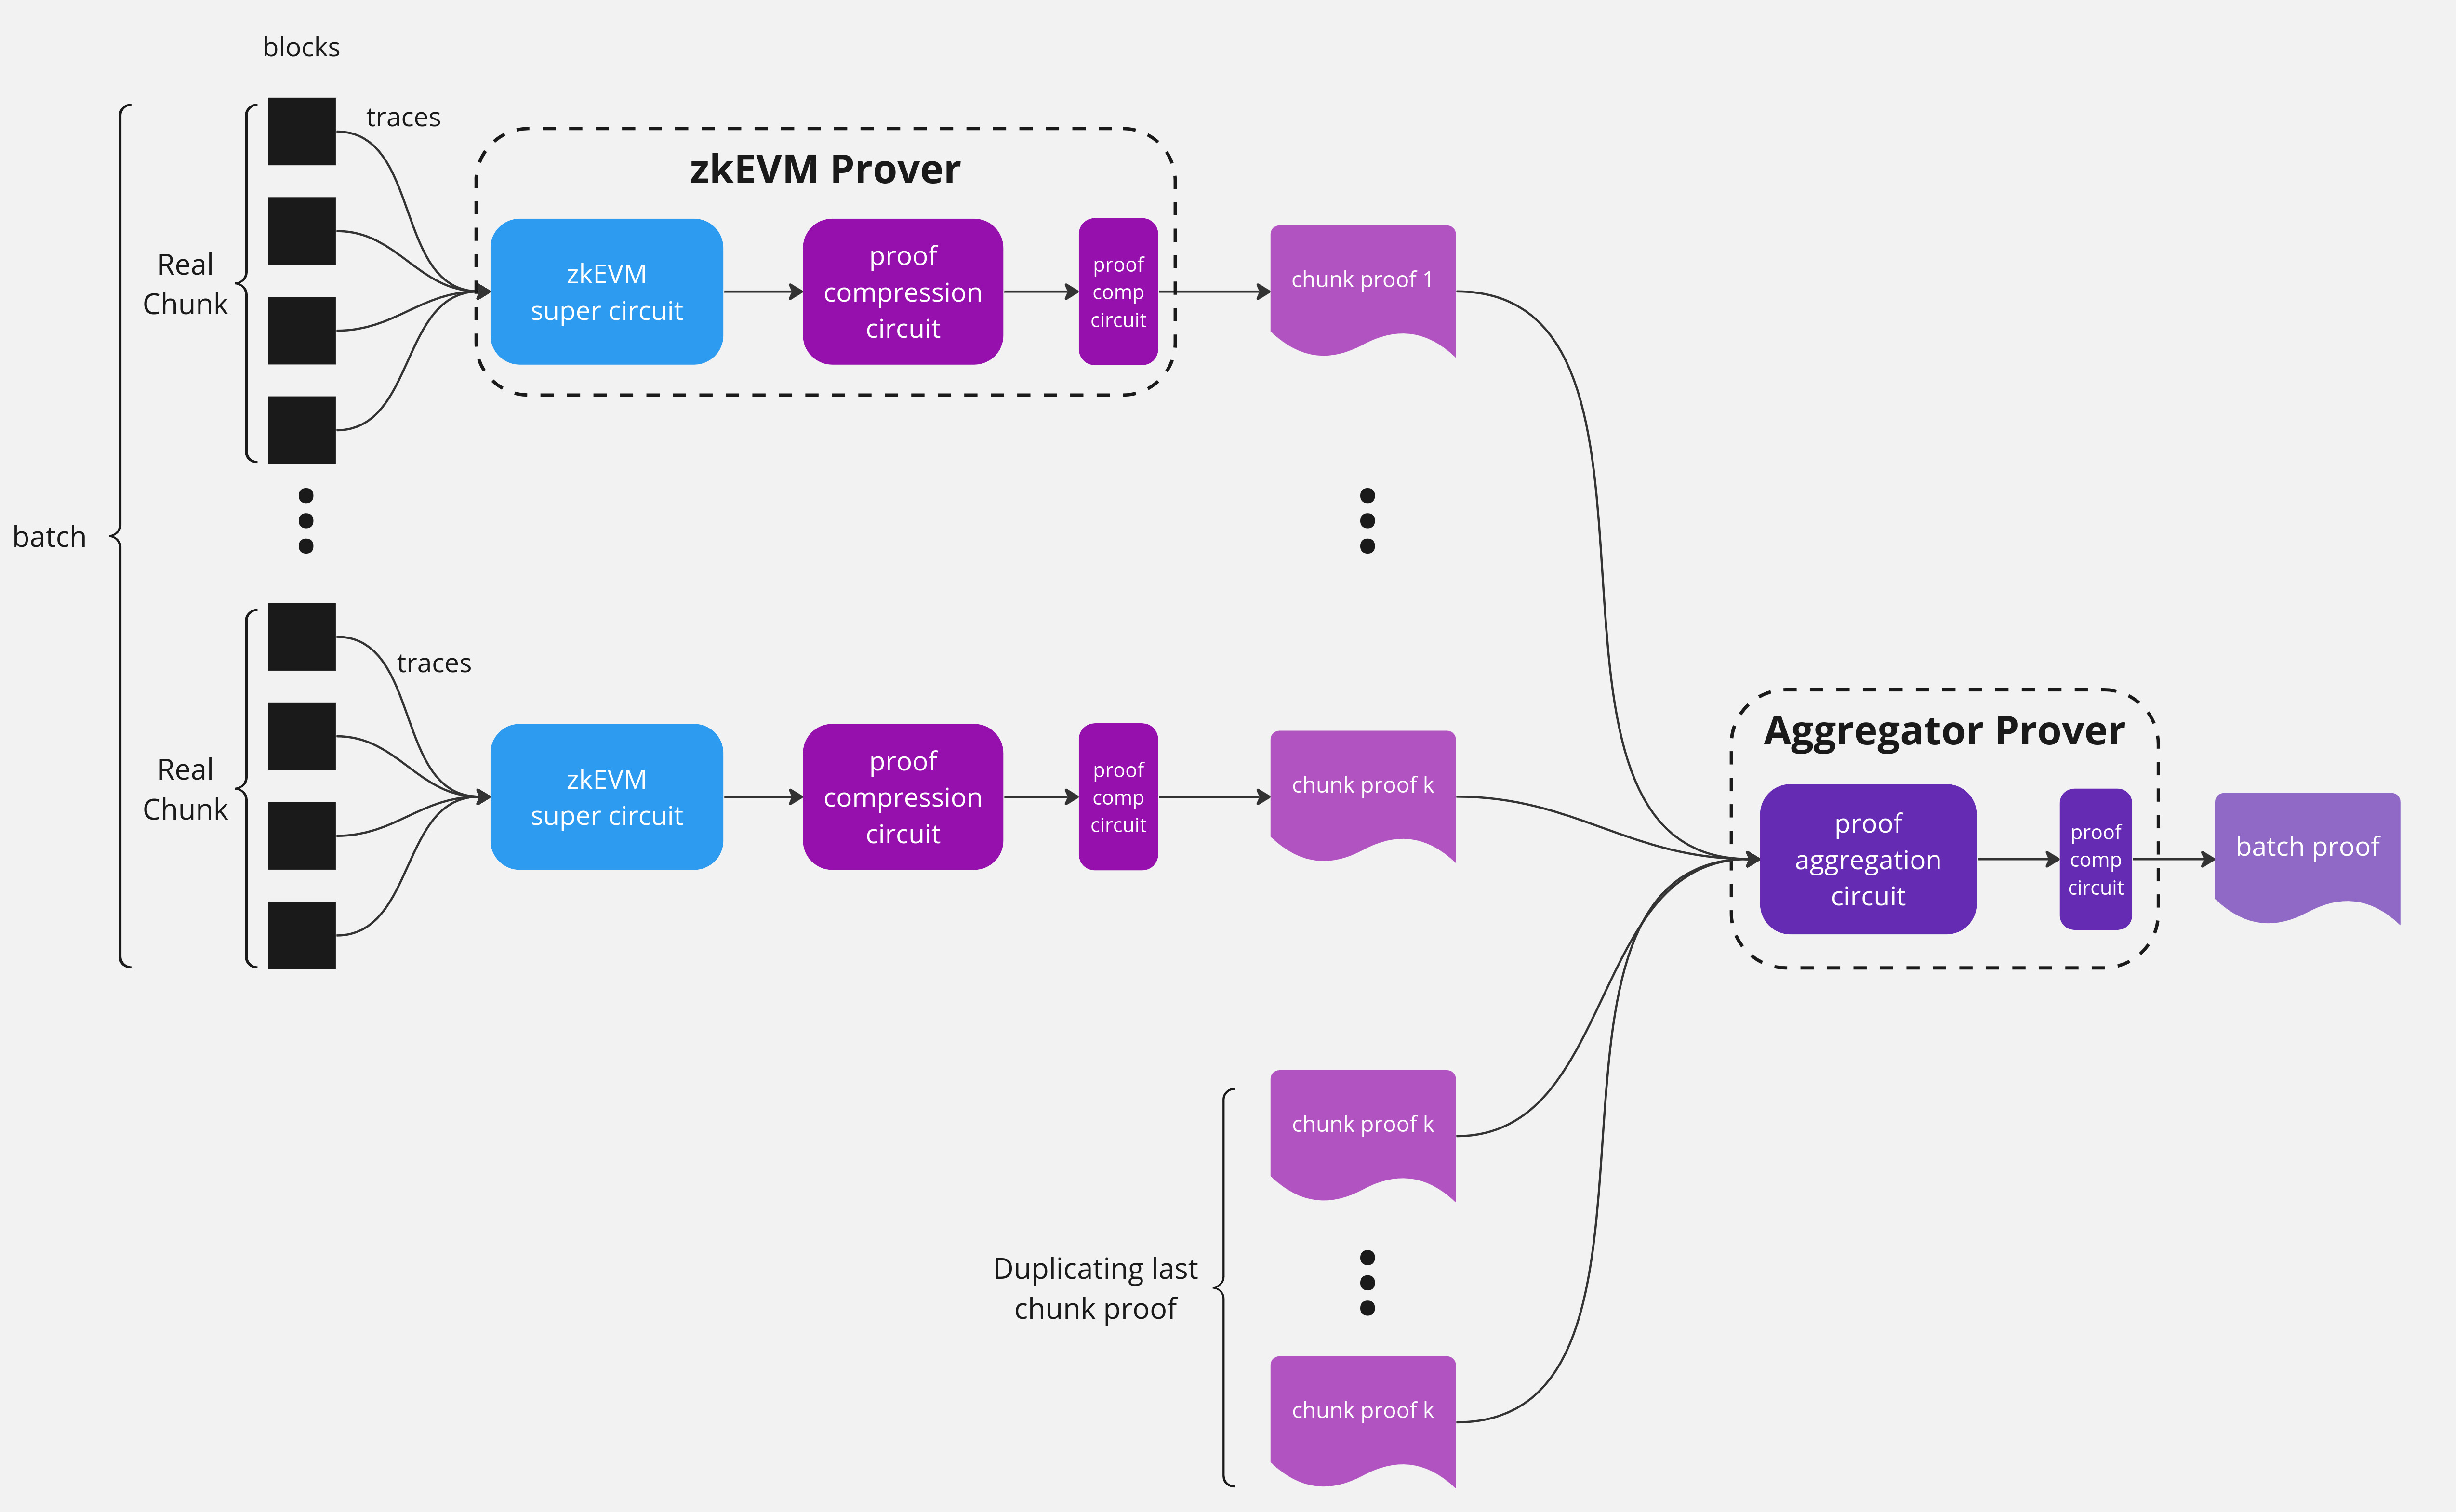 blocks
traces
zkEVM Prover
Real
Chunk
zkEVM
super circuit
proof
compression
circuit
proof
comp
circuit
chunk proof 1
batch
traces
Real
Chunk
zkEVM
super circuit
proof
compression
circuit
proof
comp
circuit
chunk proof k
Aggregator Prover
proof
aggregation
circuit
proof
comp
circuit
batch proof
chunk proof k
Duplicating last
chunk proof
chunk proof k